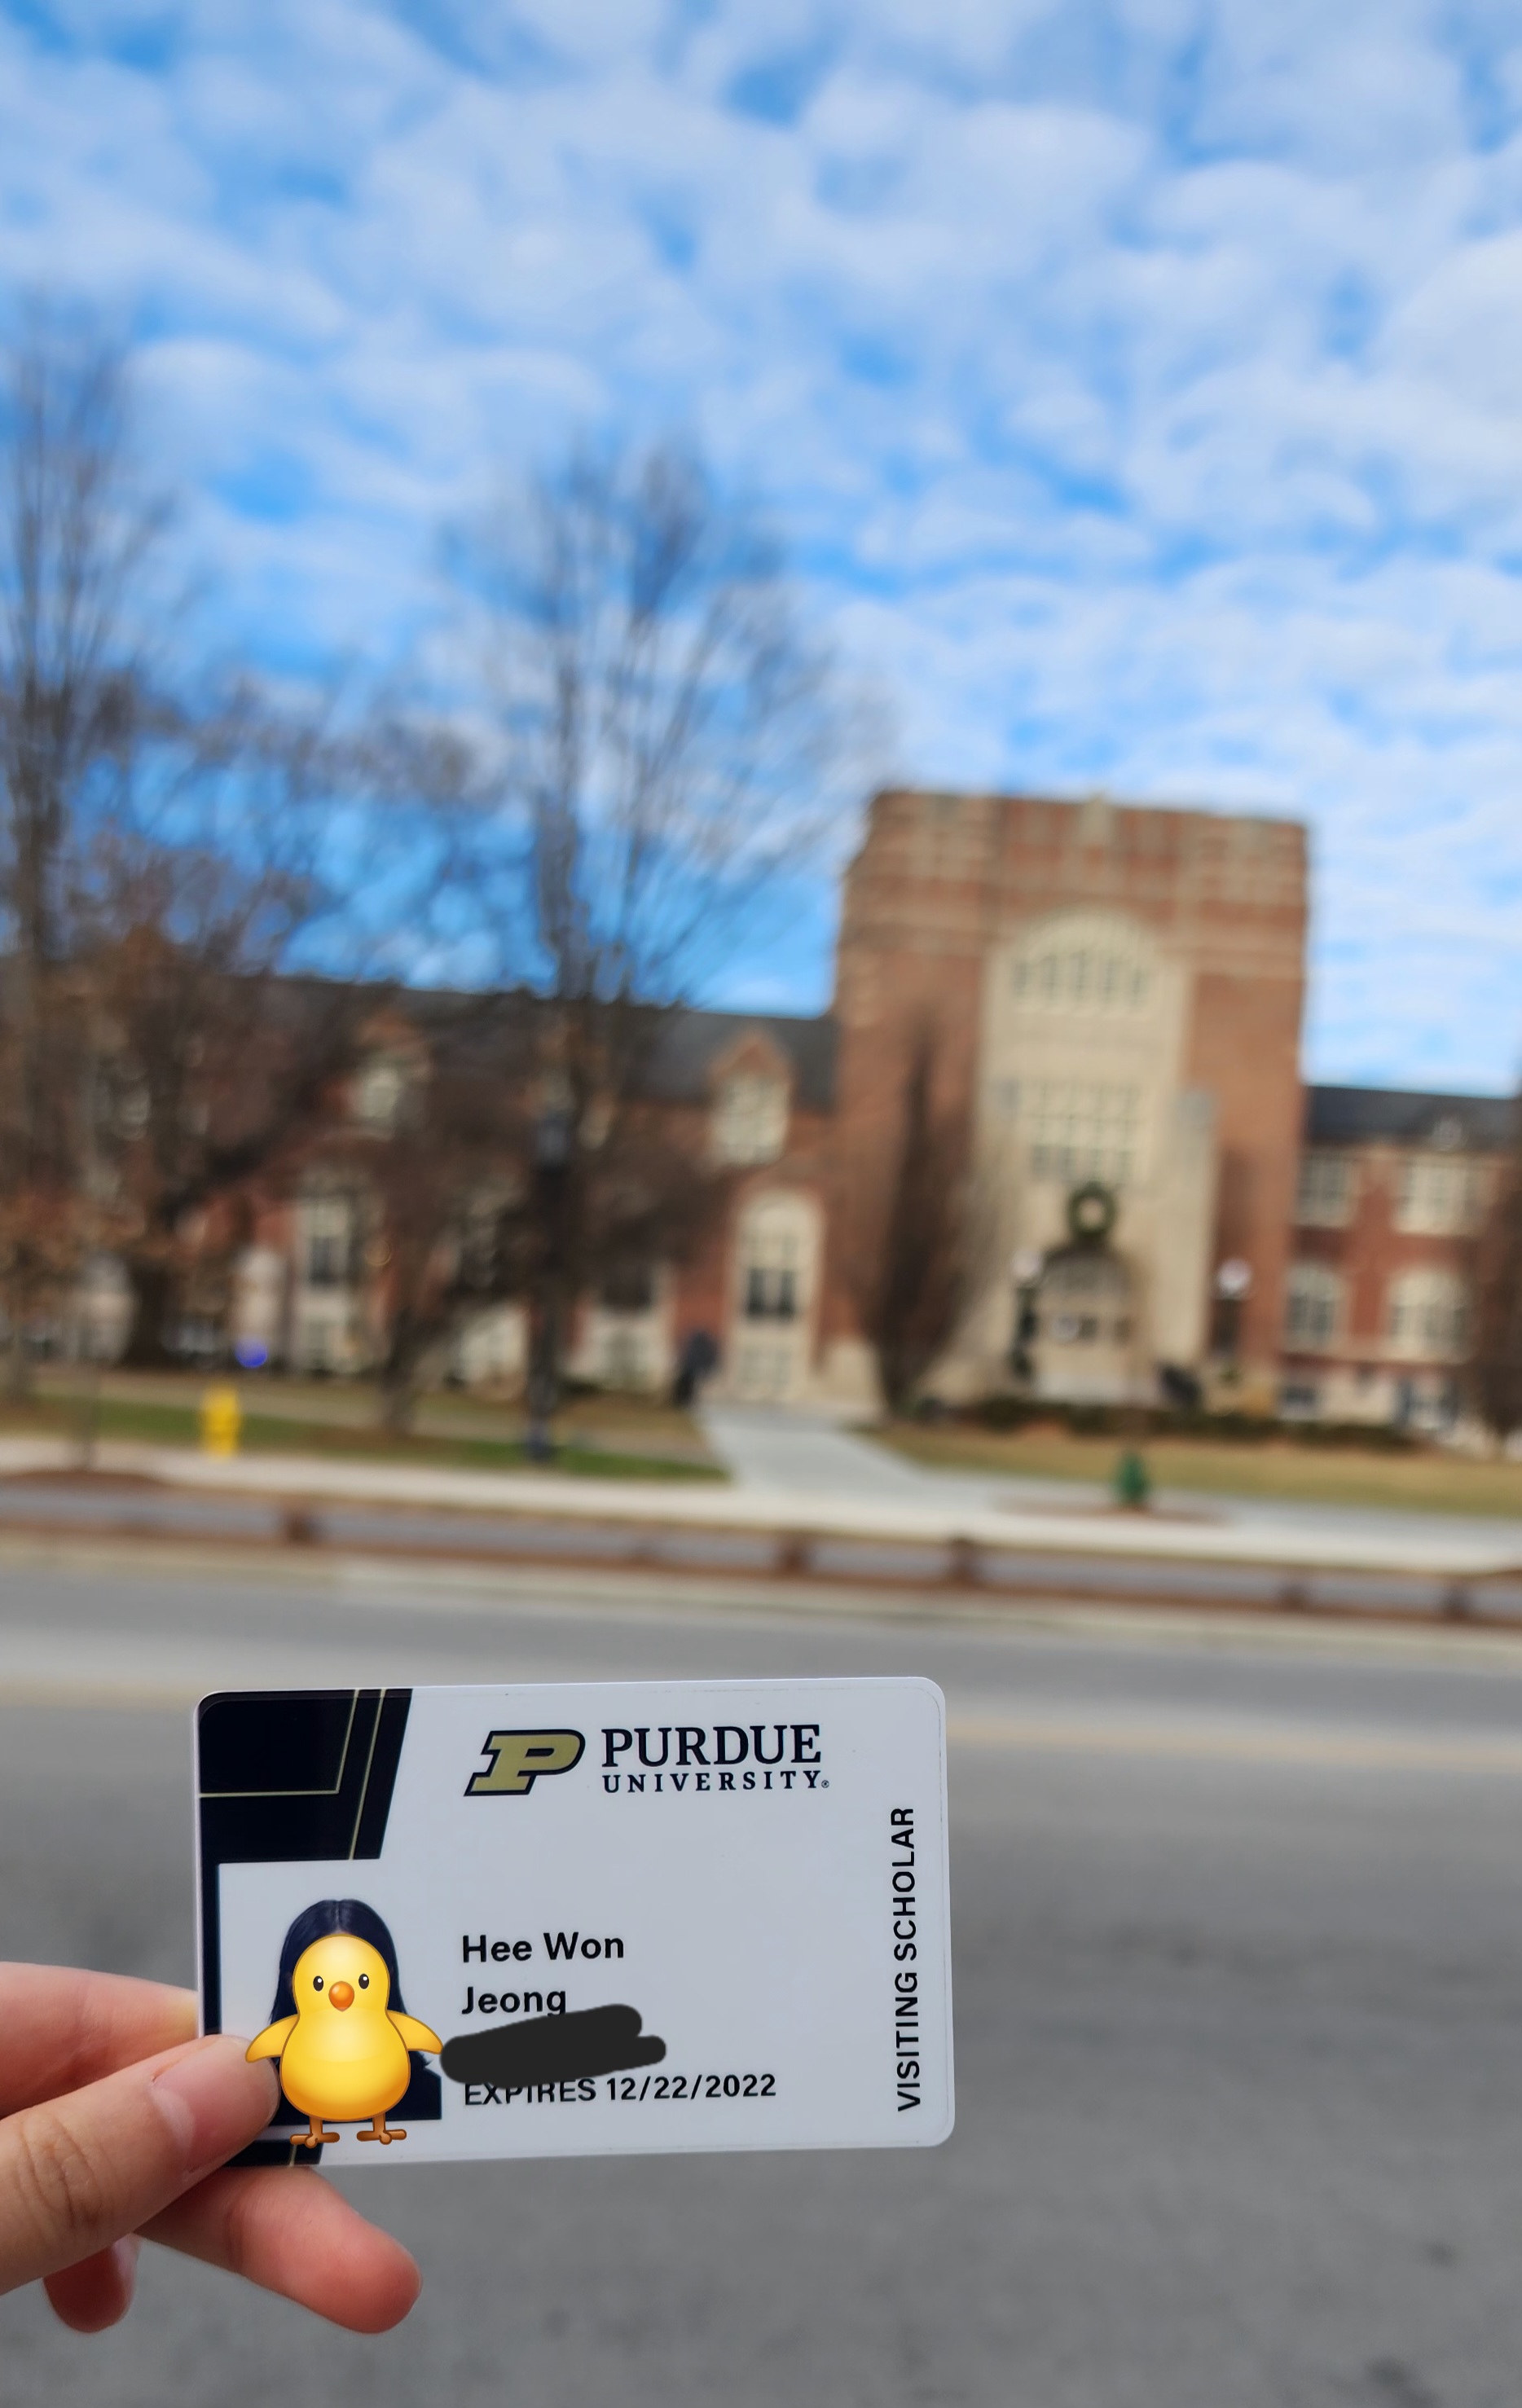 PURDUE
UNIVERSITY®
Hee Won
Jeong
EXPIRES 12/22/2022
VISITING SCHOLAR